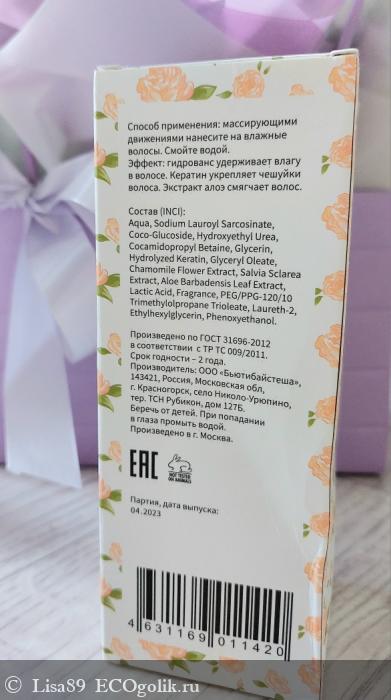 Способ применения: массирующими
движениями нанесите на влажные
волосы. Смойте водой.
Эффект: гидрованс удерживает влагу
в волосе. Кератин укрепляет чешуйки
волоса. Экстракт алоэ смягчает волос.
Состав (INCI):
Aqua, Sodium Lauroyl Sarcosinate,
Coco-Glucoside, Hydroxyethyl Urea,
Cocamidopropyl Betaine, Glycerin,
Hydrolyzed Keratin, Glyceryl Oleate,
Chamomile Flower Extract, Salvia Sclarea
Extract, Aloe Barbadensis Leaf Extract,
Lactic Acid, Fragrance, PEG/PPG-120/10
Trimethylolpropane Trioleate, Laureth-2,
Ethylhexylglycerin, Phenoxyethanol.
Произведено по ГОСТ 31696-2012
в соответствии с ТР ТС 009/2011.
Срок годности – 2 года.
Производитель: ООО «Бьютибайстеша»,
143421, Россия, Московская обл,
г. Красногорск, село Николо-Урюпино,
тер. ТСН Рубикон, дом 127Б.
Беречь от детей. При попадании
в глаза промыть водой.
Произведено в г. Москва.
EAC
NOT TESTED
ON ANIMALS
Партия, дата выпуска:
04.2023
4 631169 011420
Lisa89 ECOgolik.ru